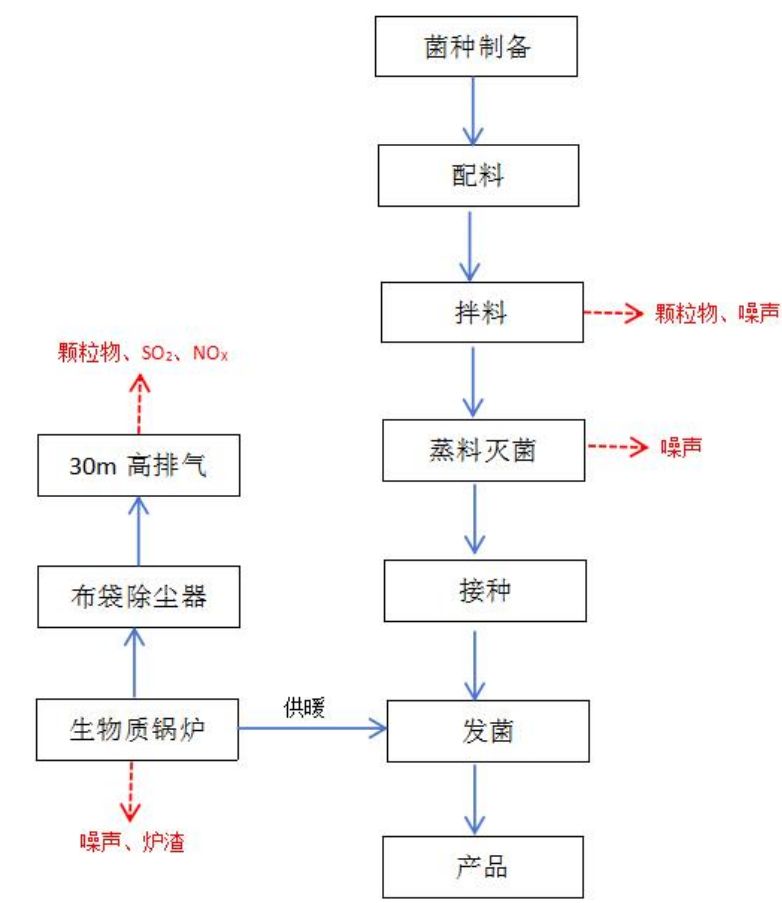 菌种制备
配料
拌料
颗粒物、噪声
颗粒物、SO₂、NOX
30m 高排气
蒸料灭菌
噪声
布袋除尘器
接种
生物质锅炉
供暖
发菌
噪声、炉渣
产品